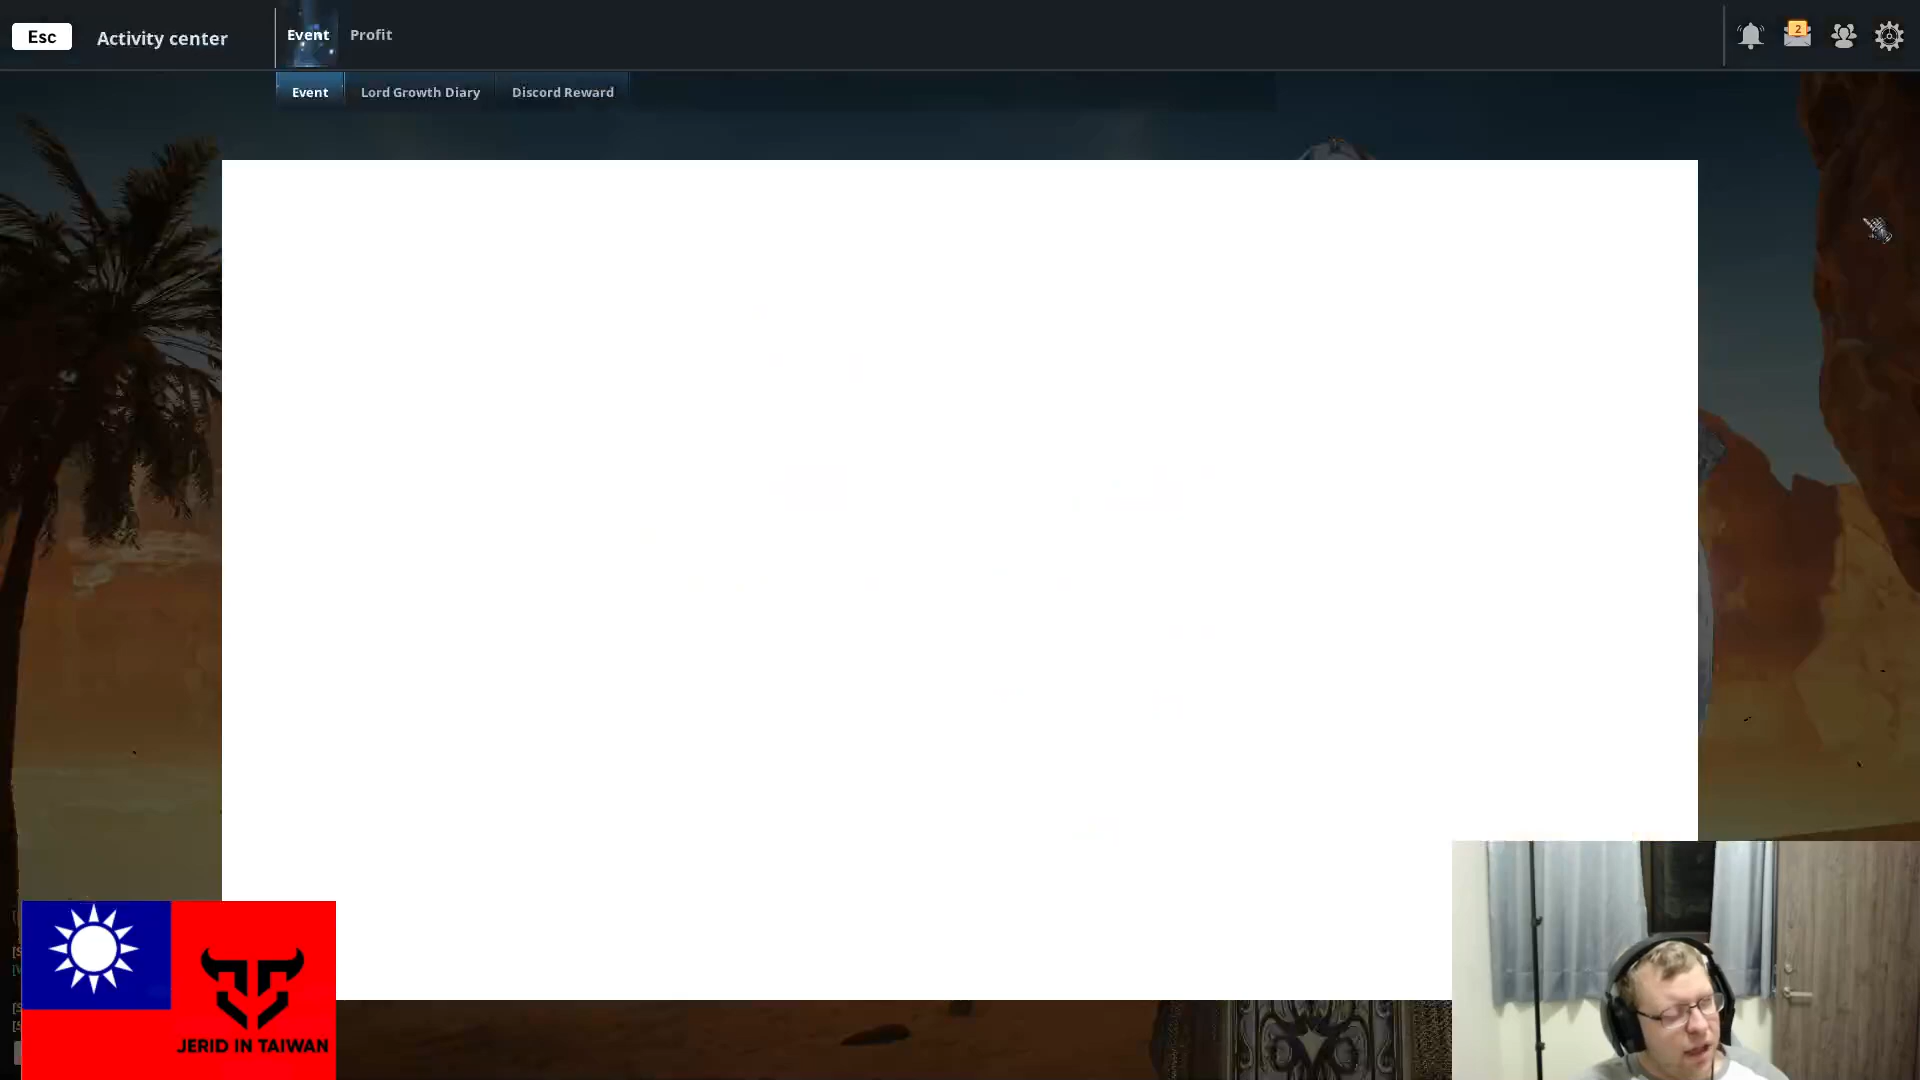 Esc
Activity center
Event
Profit
2
Event
Lord Growth Diary
Discord Reward
JERID IN TAIWAN